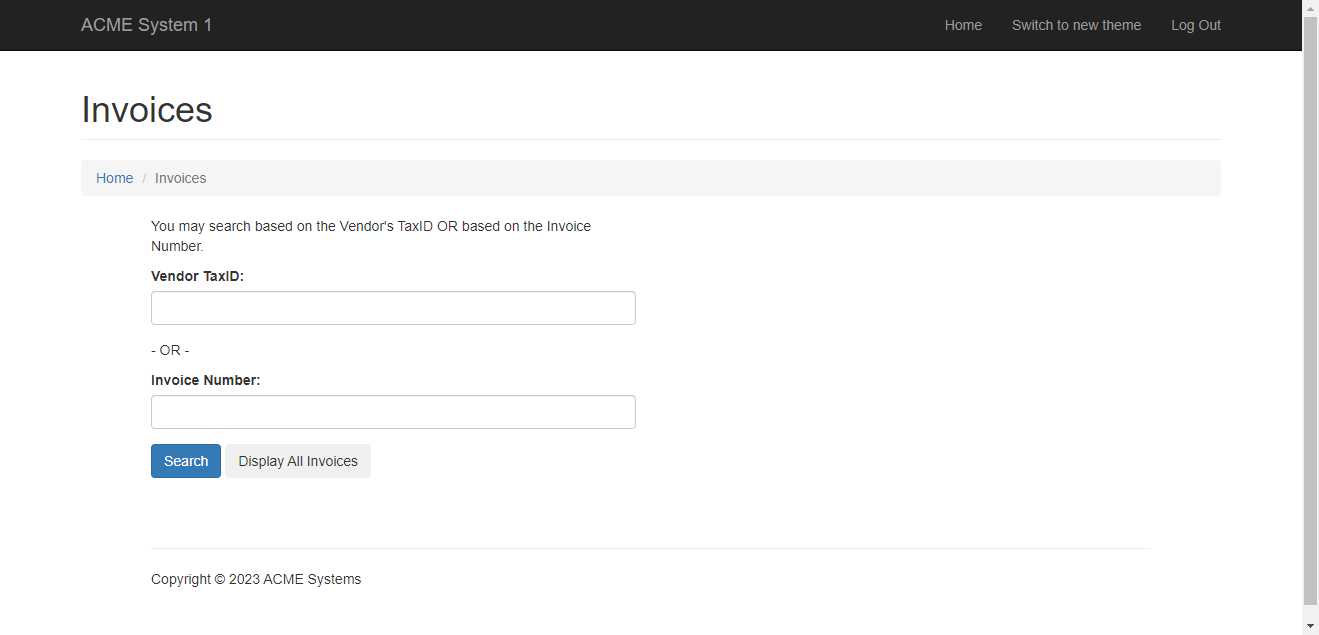 ACME System 1
Home
Switch to new theme
Log Out
Invoices
Home / Invoices
You may search based on the Vendor's TaxID OR based on the Invoice
Number.
Vendor TaxID:
- OR -
Invoice Number:
Search
Display All Invoices
Copyright © 2023 ACME Systems